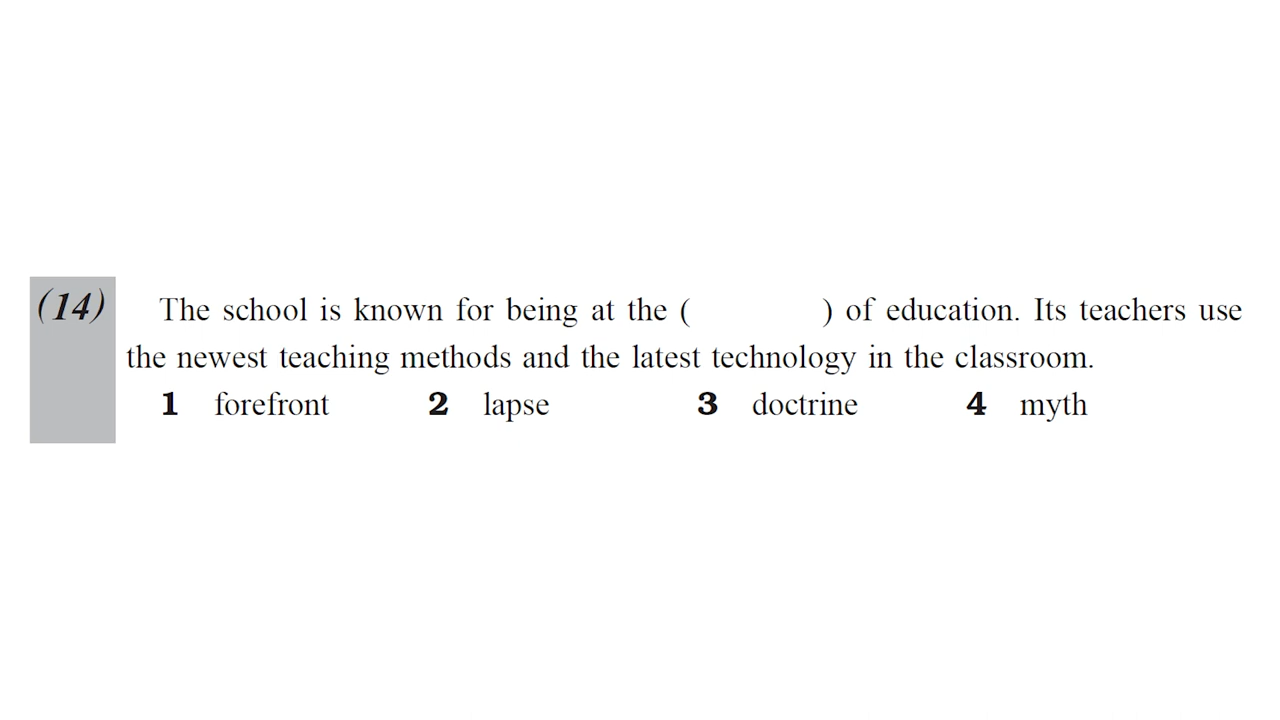 (14) The school is known for being at the ( ) of education. Its teachers use
the newest teaching methods and the latest technology in the classroom.
1 forefront 2 lapse 3 doctrine 4 myth